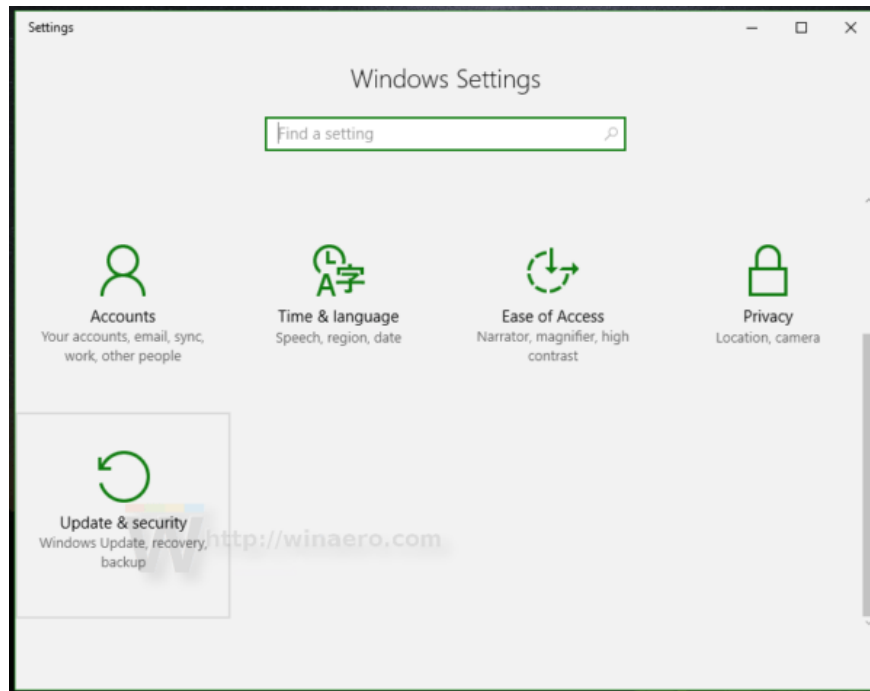 Settings
Windows Settings
Find a setting
Accounts
Your accounts, email, sync,
work, other people
Time & language
Speech, region, date
Ease of Access
Narrator, magnifier, high
contrast
Privacy
Location, camera
Update & security
Windows Update, recovery,
backup
W http://winaero.com